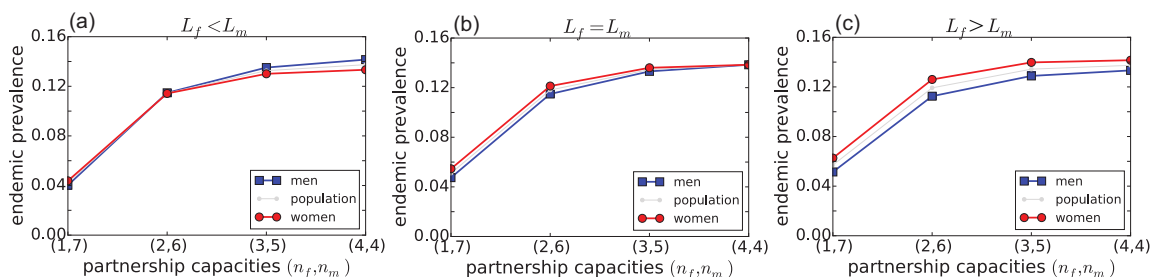 (a)
L_f < L_m
endemic prevalence
0.16
0.12
0.08
0.04
0.00
men
population
women
(1,7)
(2,6)
(3,5)
(4,4)
partnership capacities (n_f,n_m)
(b)
L_f = L_m
endemic prevalence
0.16
0.12
0.08
0.04
0.00
men
population
women
(1,7)
(2,6)
(3,5)
(4,4)
partnership capacities (n_f,n_m)
(c)
L_f > L_m
endemic prevalence
0.16
0.12
0.08
0.04
0.00
men
population
women
(1,7)
(2,6)
(3,5)
(4,4)
partnership capacities (n_f,n_m)